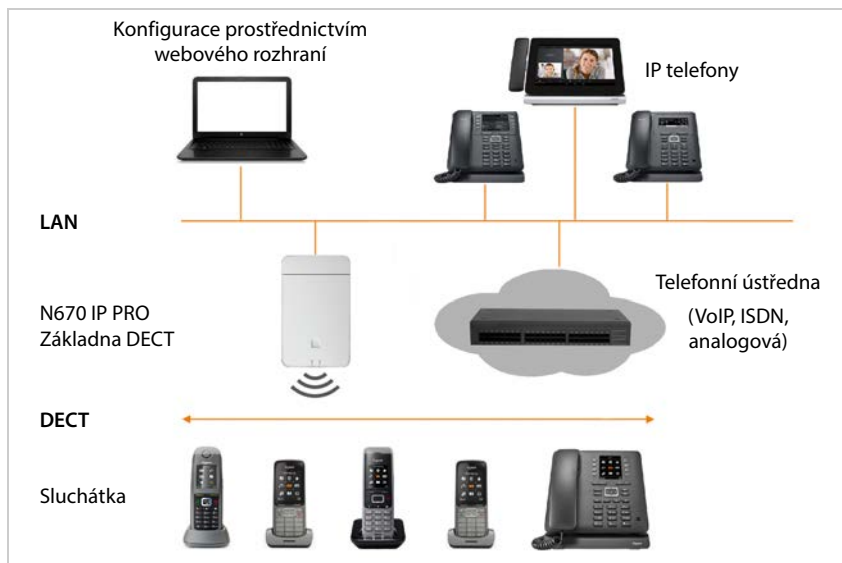 Konfigurace prostřednictvím
webového rozhraní
IP telefony
LAN
N670 IP PRO
Základna DECT
Telefonní ústředna
(VoIP, ISDN,
analogová)
DECT
Sluchátka